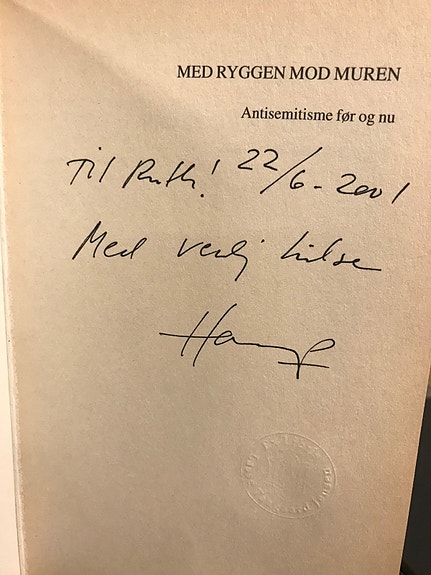 MED RYGGEN MOD MUREN
Antisemitisme før og nu
Til Ruth! 22/6-2001
Med venlig hilsen